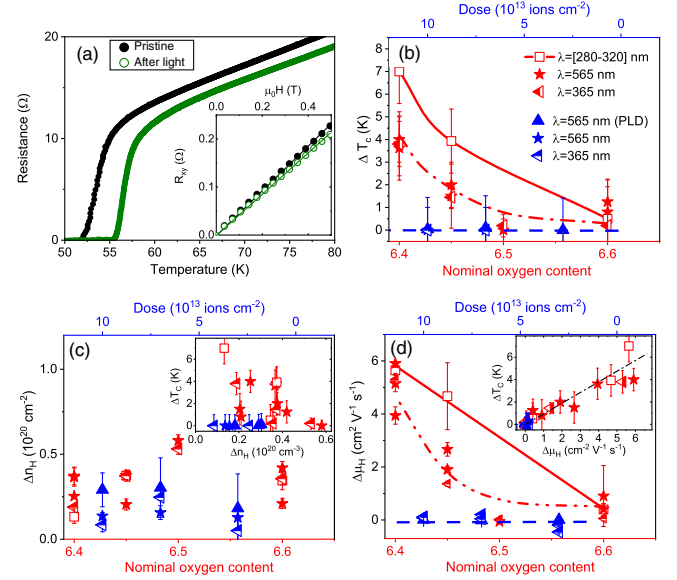 (a)
Pristine
After light
Resistance (Ω)
20
10
0
50 55 60 65 70 75 80
Temperature (K)
μ0H (T)
0.0 0.5
Rxy (Ω)
0.2
0.1
0.0
Dose (10^13 ions cm^-2)
10 5 0
(b)
λ=[280-320] nm
λ=565 nm
λ=365 nm
λ=565 nm (PLD)
λ=565 nm
λ=365 nm
Δ Tc (K)
7
6
5
4
3
2
1
0
6.4 6.5 6.6
Nominal oxygen content
Dose (10^13 ions cm^-2)
10 5 0
(c)
ΔnH (10^20 cm^-2)
1.0
0.5
0.0
6.4 6.5 6.6
Nominal oxygen content
ΔTC (K)
6
4
2
0
0.0 0.2 0.4 0.6
ΔnH (10^20 cm^-3)
Dose (10^13 ions cm^-2)
10 5 0
(d)
ΔμH (cm^2 V^-1 s^-1)
6
4
2
0
6.4 6.5 6.6
Nominal oxygen content
ΔTC (K)
6
4
2
0
0 1 2 3 4 5 6
ΔμH (cm^2 V^-1 s^-1)